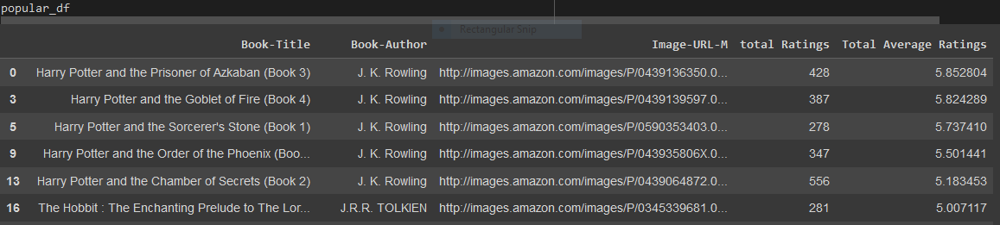 popular_df
Rectangular Snip
Book-Title Book-Author Image-URL-M total Ratings Total Average Ratings
0 Harry Potter and the Prisoner of Azkaban (Book 3) J. K. Rowling http://images.amazon.com/images/P/0439136350.0... 428 5.852804
3 Harry Potter and the Goblet of Fire (Book 4) J. K. Rowling http://images.amazon.com/images/P/0439139597.0... 387 5.824289
5 Harry Potter and the Sorcerer's Stone (Book 1) J. K. Rowling http://images.amazon.com/images/P/0590353403.0... 278 5.737410
9 Harry Potter and the Order of the Phoenix (Boo... J. K. Rowling http://images.amazon.com/images/P/043935806X.0... 347 5.501441
13 Harry Potter and the Chamber of Secrets (Book 2) J. K. Rowling http://images.amazon.com/images/P/0439064872.0... 556 5.183453
16 The Hobbit : The Enchanting Prelude to The Lor... J.R.R. TOLKIEN http://images.amazon.com/images/P/0345339681.0... 281 5.007117